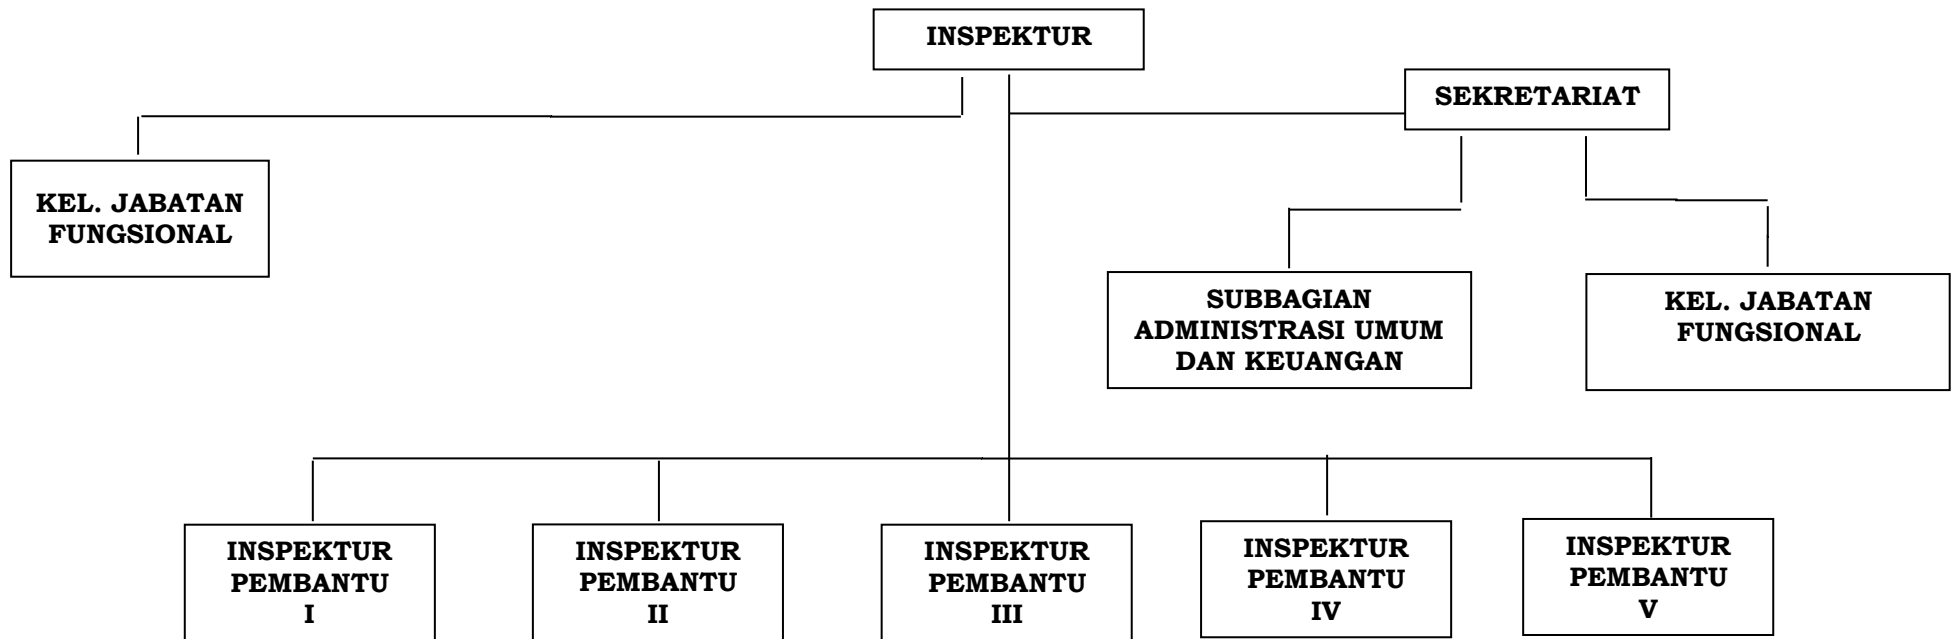 INSPEKTUR
SEKRETARIAT
KEL. JABATAN
FUNGSIONAL
SUBBAGIAN
ADMINISTRASI UMUM
DAN KEUANGAN
KEL. JABATAN
FUNGSIONAL
INSPEKTUR
PEMBANTU
I
INSPEKTUR
PEMBANTU
II
INSPEKTUR
PEMBANTU
III
INSPEKTUR
PEMBANTU
IV
INSPEKTUR
PEMBANTU
V